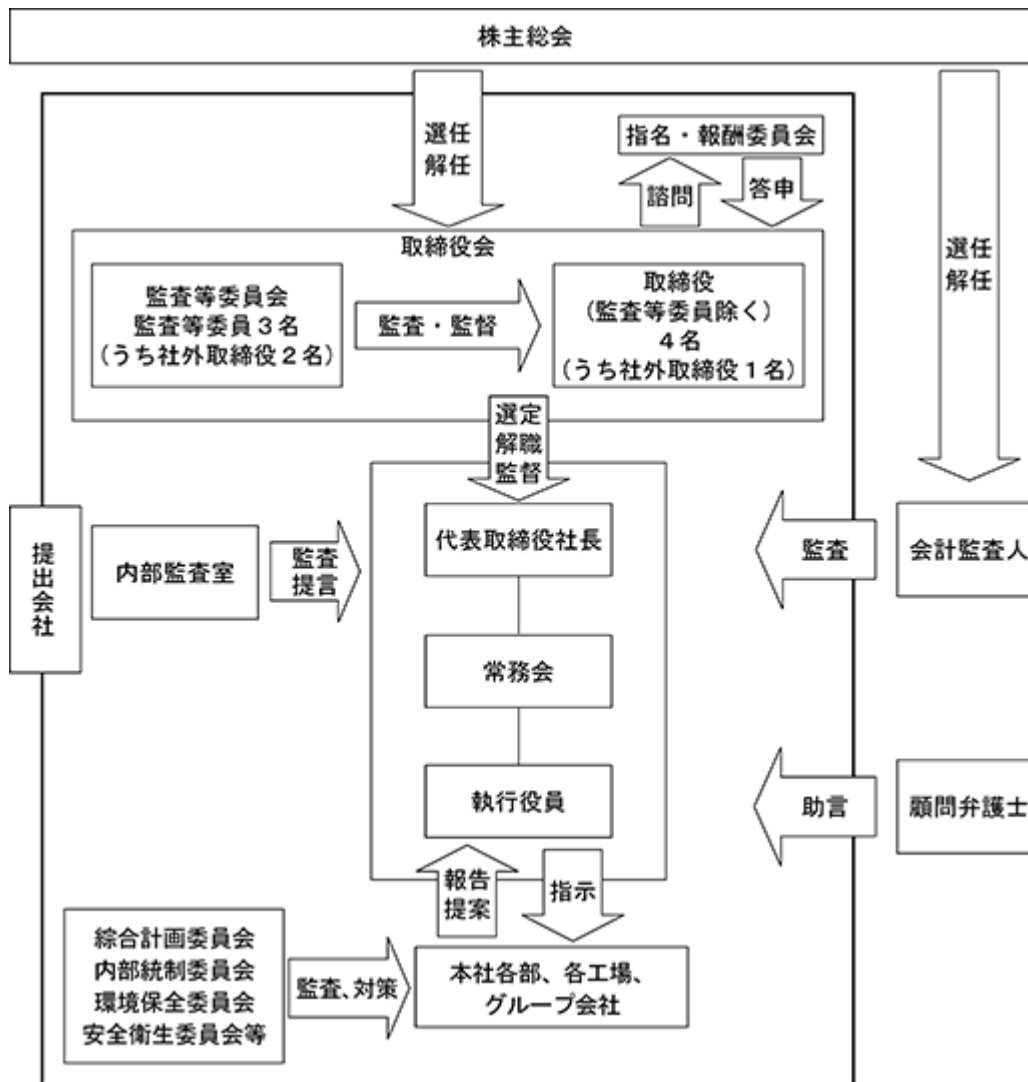 株主総会
選任
解任
指名・報酬委員会
諮問
答申
選任
解任
取締役会
監査等委員会
監査等委員３名
(うち社外取締役２名)
監査・監督
取締役
(監査等委員除く)
４名
(うち社外取締役１名)
選定
解職
監督
提出会社
内部監査室
監査
提言
代表取締役社長
監査
会計監査人
常務会
執行役員
助言
顧問弁護士
報告
提案
指示
綜合計画委員会
内部統制委員会
環境保全委員会
安全衛生委員会等
監査、対策
本社各部、各工場、
グループ会社